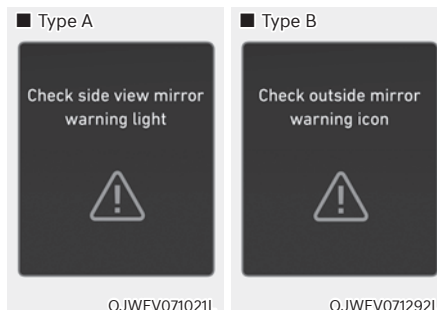 ■ Type A
Check side view mirror
warning light
OJWEV071021L
■ Type B
Check outside mirror
warning icon
OJWEV071292L